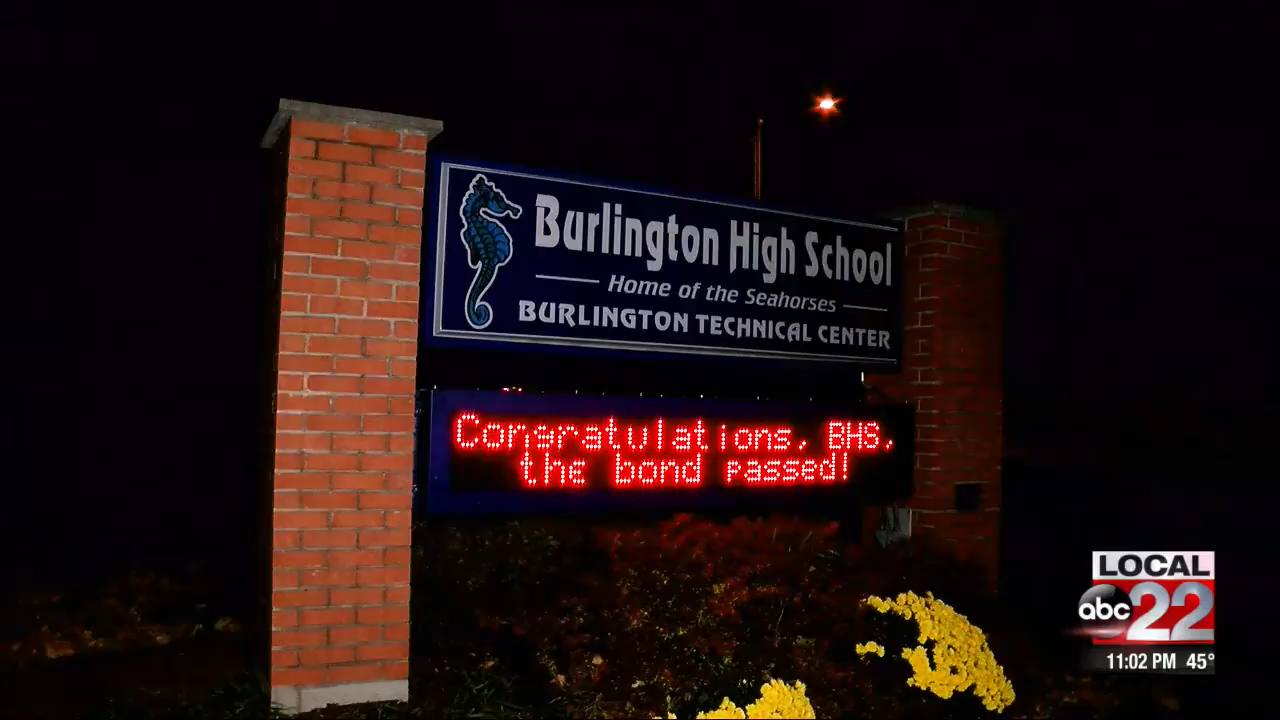 Burlington High School
Home of the Seahorses
BURLINGTON TECHNICAL CENTER
Congratulations, BHS,
the bond passed!
LOCAL
abc 22
11:02 PM 45°